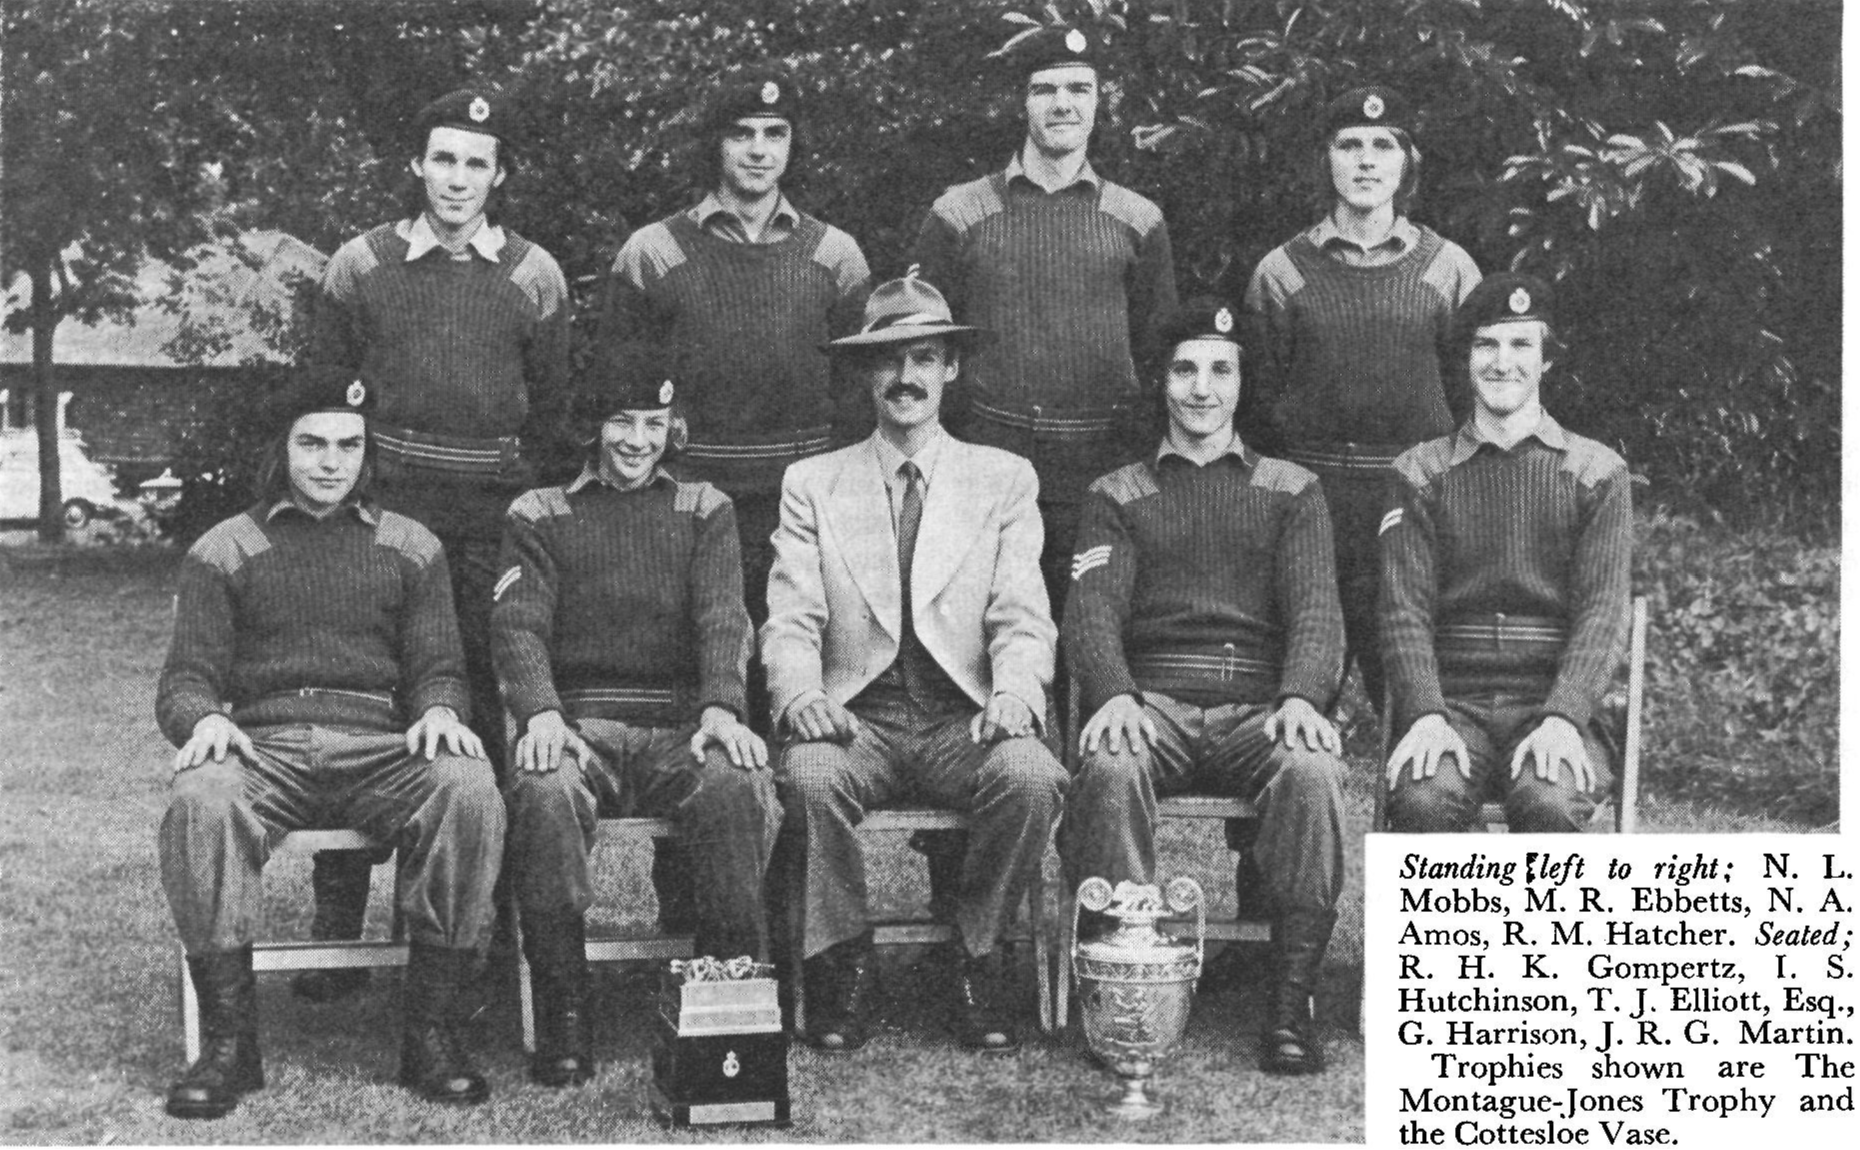 Standing left to right; N. L.
Mobbs, M. R. Ebbetts, N. A.
Amos, R. M. Hatcher. Seated;
R. H. K. Gompertz, I. S.
Hutchinson, T. J. Elliott, Esq.,
G. Harrison, J. R. G. Martin.
Trophies shown are The
Montague-Jones Trophy and
the Cottesloe Vase.